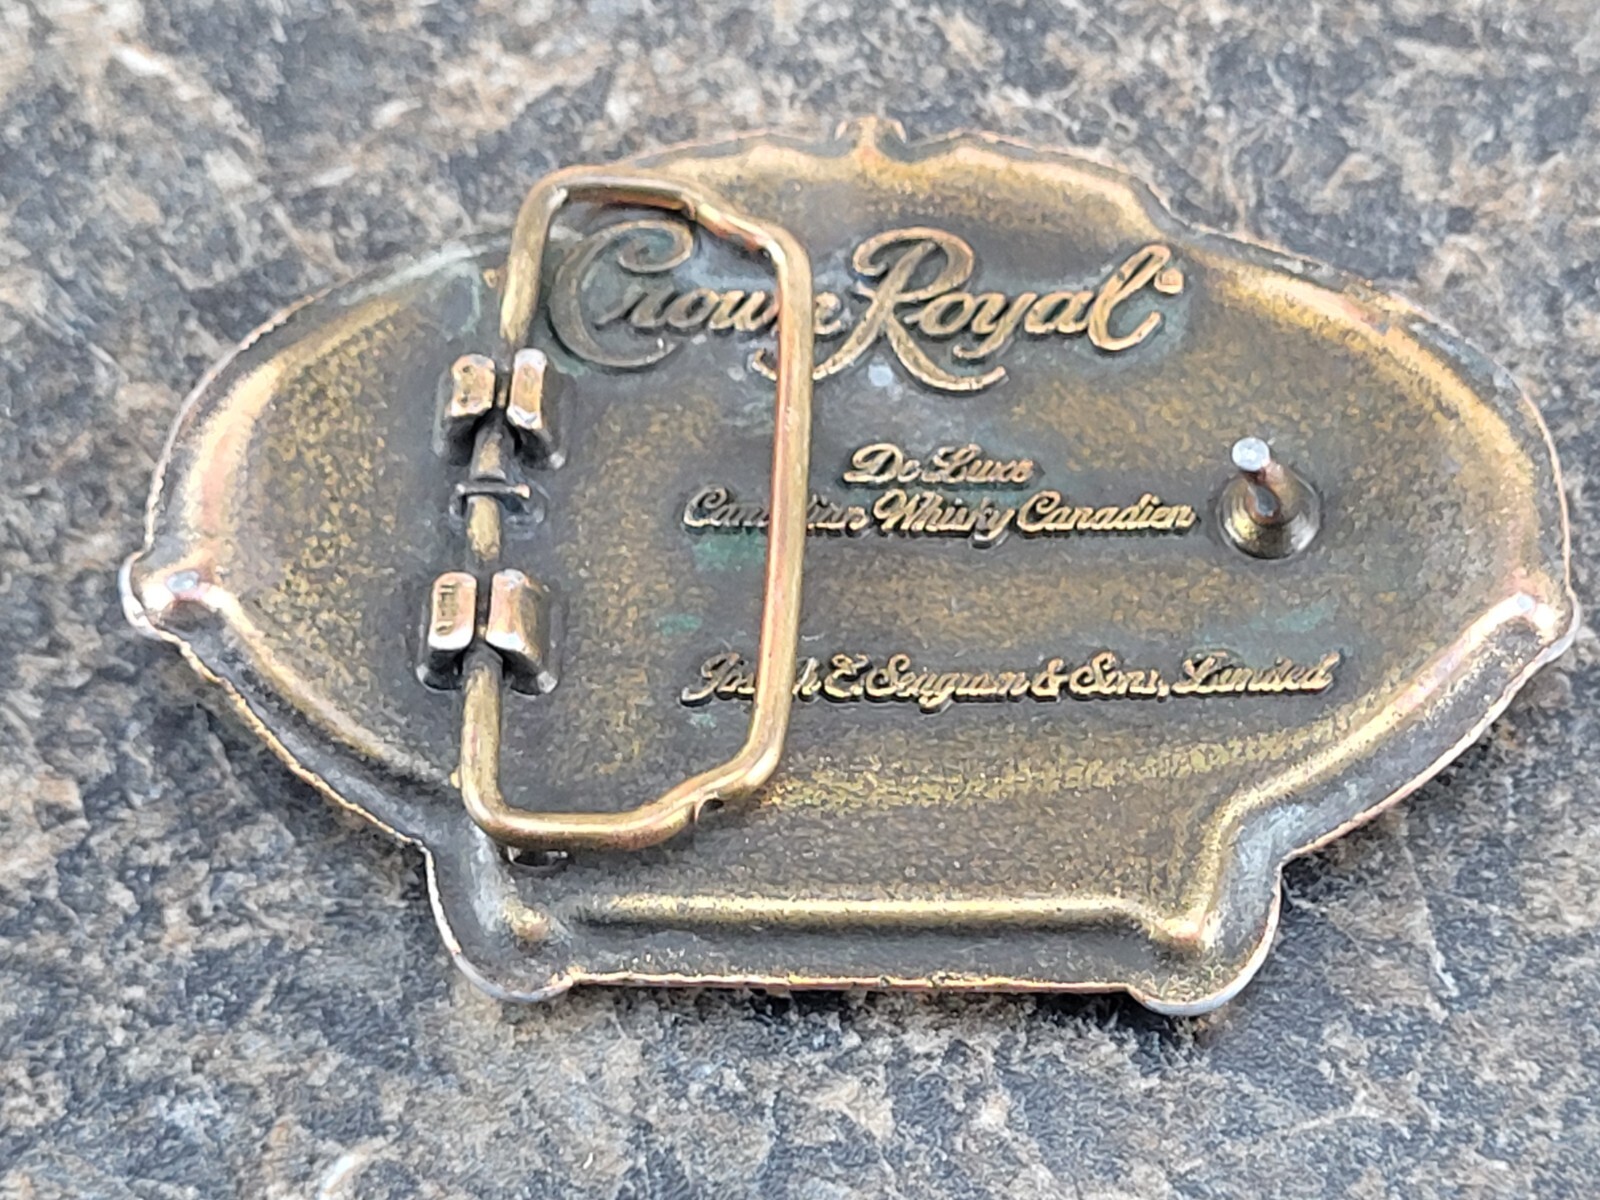 Crown Royal
De Luxe
Canadian Whisky Canadien
Joseph E. Seagram & Sons, Limited